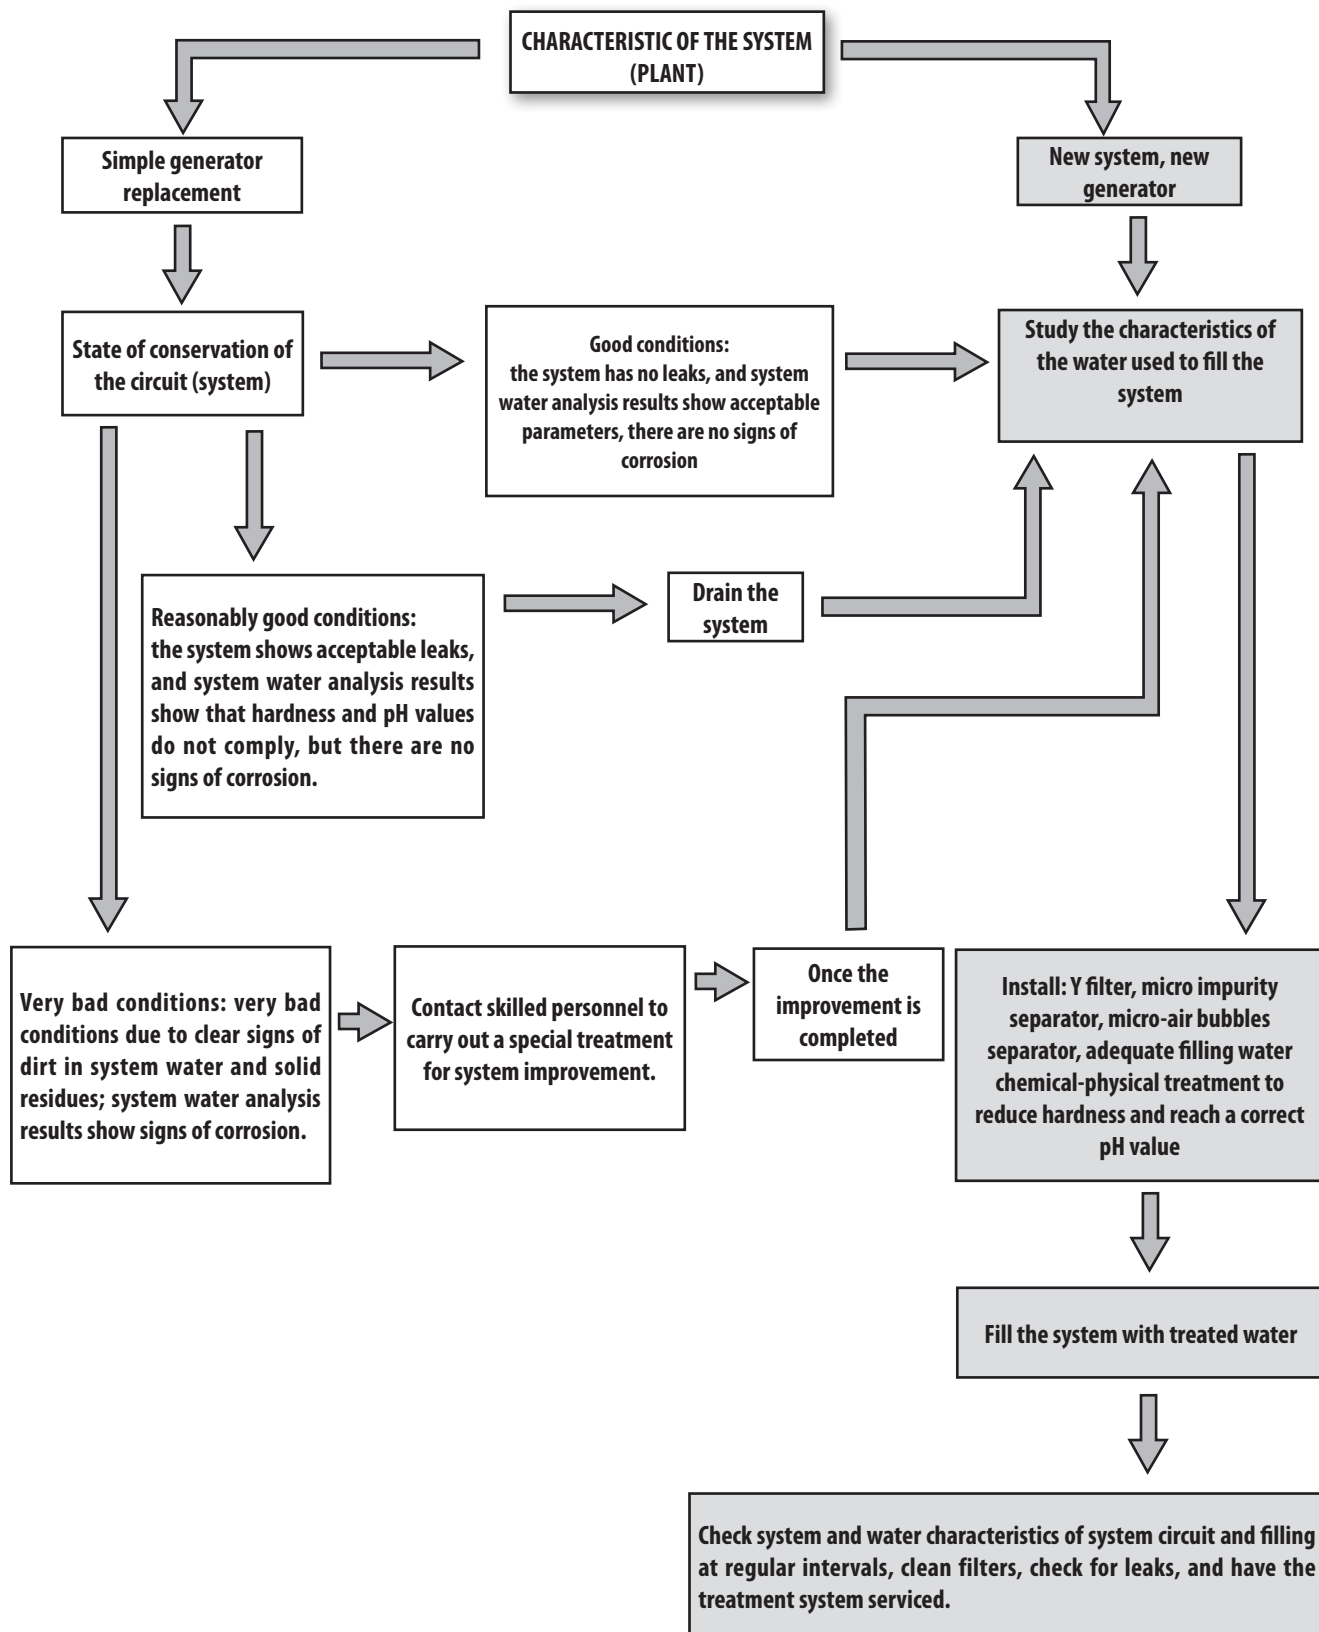 CHARACTERISTIC OF THE SYSTEM
(PLANT)
Simple generator
replacement
New system, new
generator
State of conservation of
the circuit (system)
Good conditions:
the system has no leaks, and system
water analysis results show acceptable
parameters, there are no signs of
corrosion
Study the characteristics of
the water used to fill the
system
Reasonably good conditions:
the system shows acceptable leaks,
and system water analysis results
show that hardness and pH values
do not comply, but there are no
signs of corrosion.
Drain the
system
Very bad conditions: very bad
conditions due to clear signs of
dirt in system water and solid
residues; system water analysis
results show signs of corrosion.
Contact skilled personnel to
carry out a special treatment
for system improvement.
Once the
improvement is
completed
Install: Y filter, micro impurity
separator, micro-air bubbles
separator, adequate filling water
chemical-physical treatment to
reduce hardness and reach a correct
pH value
Fill the system with treated water
Check system and water characteristics of system circuit and filling
at regular intervals, clean filters, check for leaks, and have the
treatment system serviced.